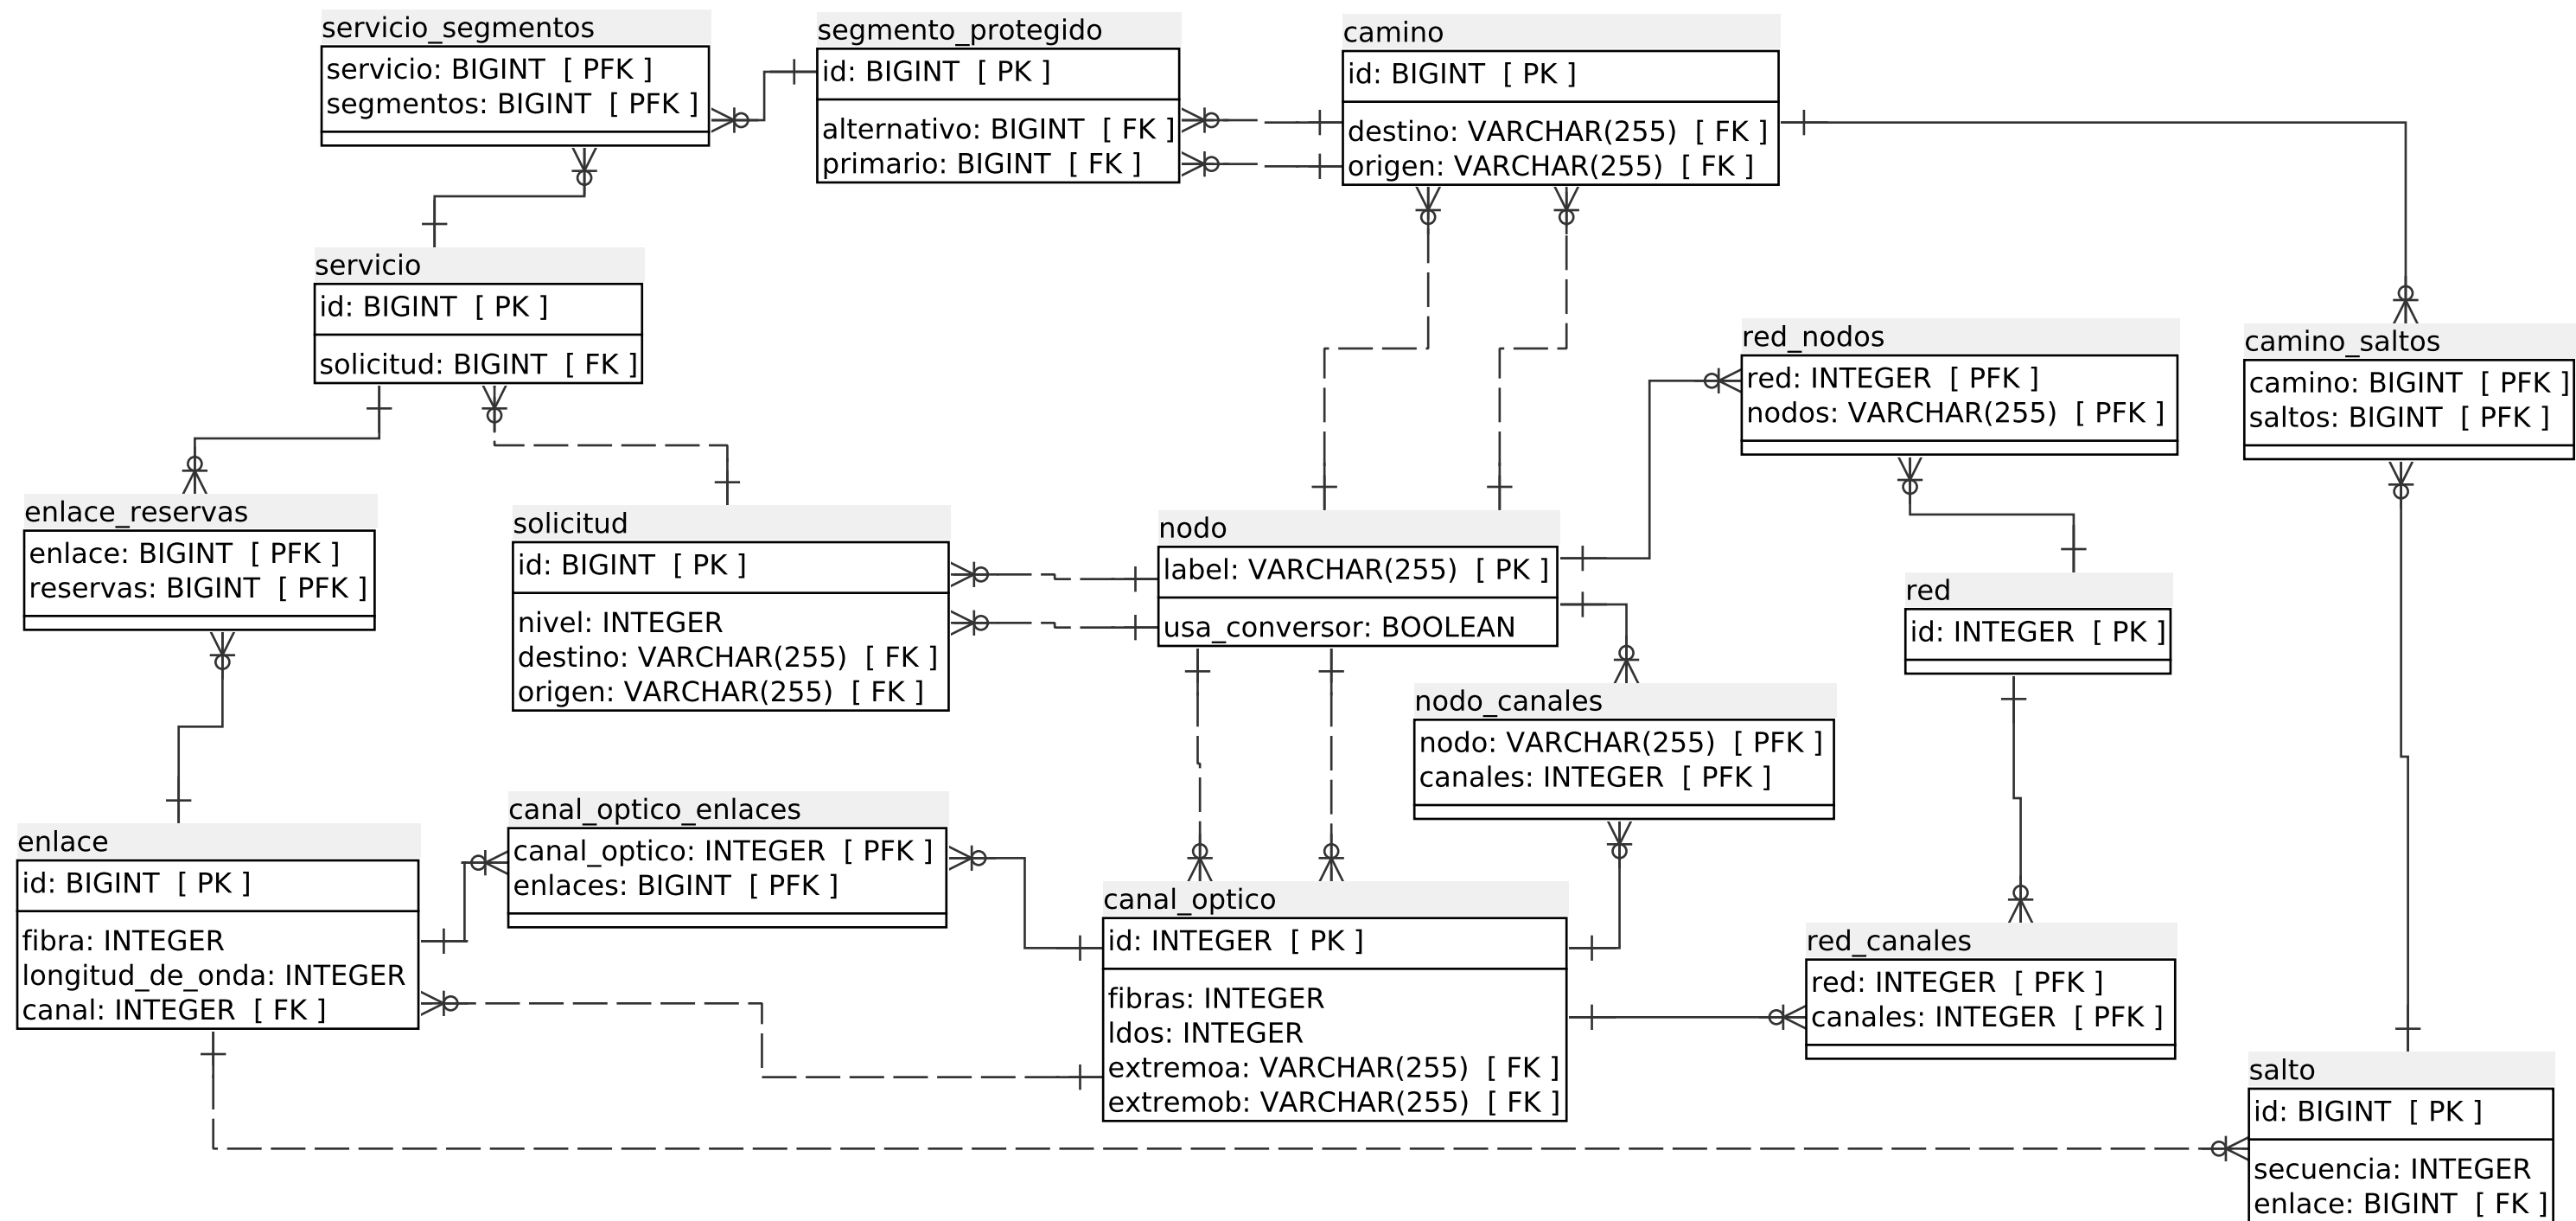 servicio_segmentos
servicio: BIGINT  [ PFK ]
segmentos: BIGINT  [ PFK ]
segmento_protegido
id: BIGINT  [ PK ]
alternativo: BIGINT  [ FK ]
primario: BIGINT  [ FK ]
camino
id: BIGINT  [ PK ]
destino: VARCHAR(255)  [ FK ]
origen: VARCHAR(255)  [ FK ]
servicio
id: BIGINT  [ PK ]
solicitud: BIGINT  [ FK ]
red_nodos
red: INTEGER  [ PFK ]
nodos: VARCHAR(255)  [ PFK ]
camino_saltos
camino: BIGINT  [ PFK ]
saltos: BIGINT  [ PFK ]
enlace_reservas
enlace: BIGINT  [ PFK ]
reservas: BIGINT  [ PFK ]
solicitud
id: BIGINT  [ PK ]
nivel: INTEGER
destino: VARCHAR(255)  [ FK ]
origen: VARCHAR(255)  [ FK ]
nodo
label: VARCHAR(255)  [ PK ]
usa_conversor: BOOLEAN
red
id: INTEGER  [ PK ]
nodo_canales
nodo: VARCHAR(255)  [ PFK ]
canales: INTEGER  [ PFK ]
enlace
id: BIGINT  [ PK ]
fibra: INTEGER
longitud_de_onda: INTEGER
canal: INTEGER  [ FK ]
canal_optico_enlaces
canal_optico: INTEGER  [ PFK ]
enlaces: BIGINT  [ PFK ]
canal_optico
id: INTEGER  [ PK ]
fibras: INTEGER
ldos: INTEGER
extremoa: VARCHAR(255)  [ FK ]
extremob: VARCHAR(255)  [ FK ]
red_canales
red: INTEGER  [ PFK ]
canales: INTEGER  [ PFK ]
salto
id: BIGINT  [ PK ]
secuencia: INTEGER
enlace: BIGINT  [ FK ]